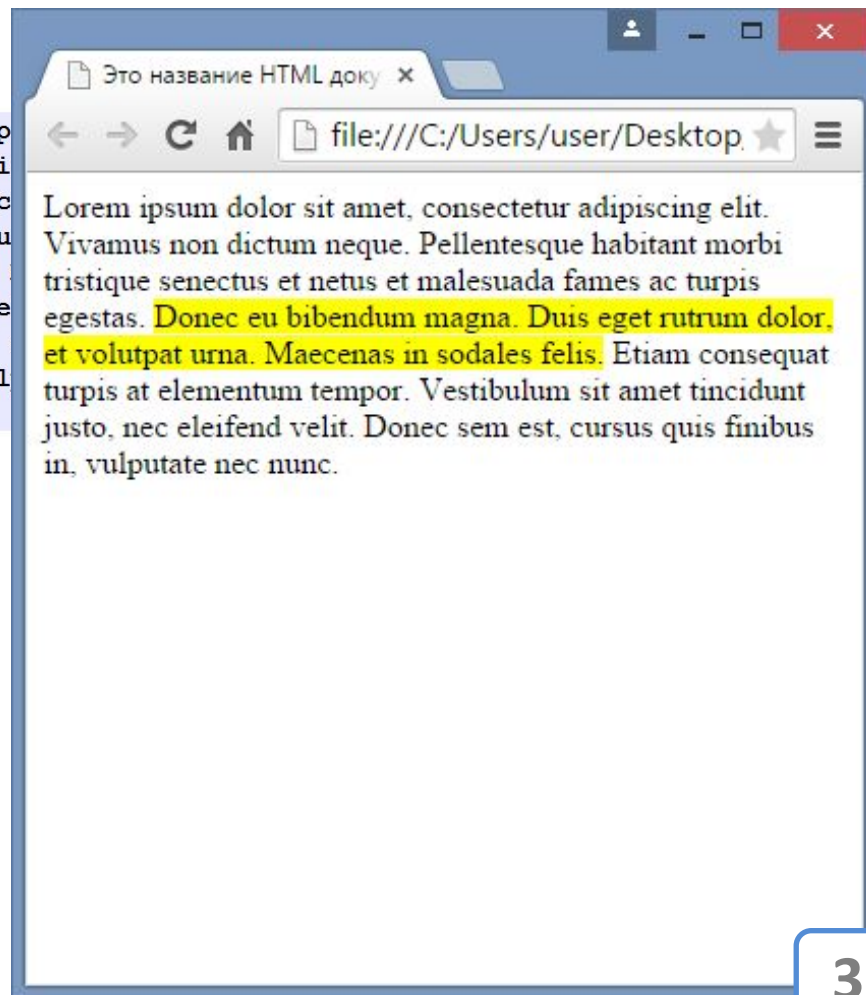 Это название HTML доку
file:///C:/Users/user/Desktop
Lorem ipsum dolor sit amet, consectetur adipiscing elit.
Vivamus non dictum neque. Pellentesque habitant morbi
tristique senectus et netus et malesuada fames ac turpis
egestas. Donec eu bibendum magna. Duis eget rutrum dolor,
et volutpat urna. Maecenas in sodales felis. Etiam consequat
turpis at elementum tempor. Vestibulum sit amet tincidunt
justo, nec eleifend velit. Donec sem est, cursus quis finibus
in, vulputate nec nunc.
3